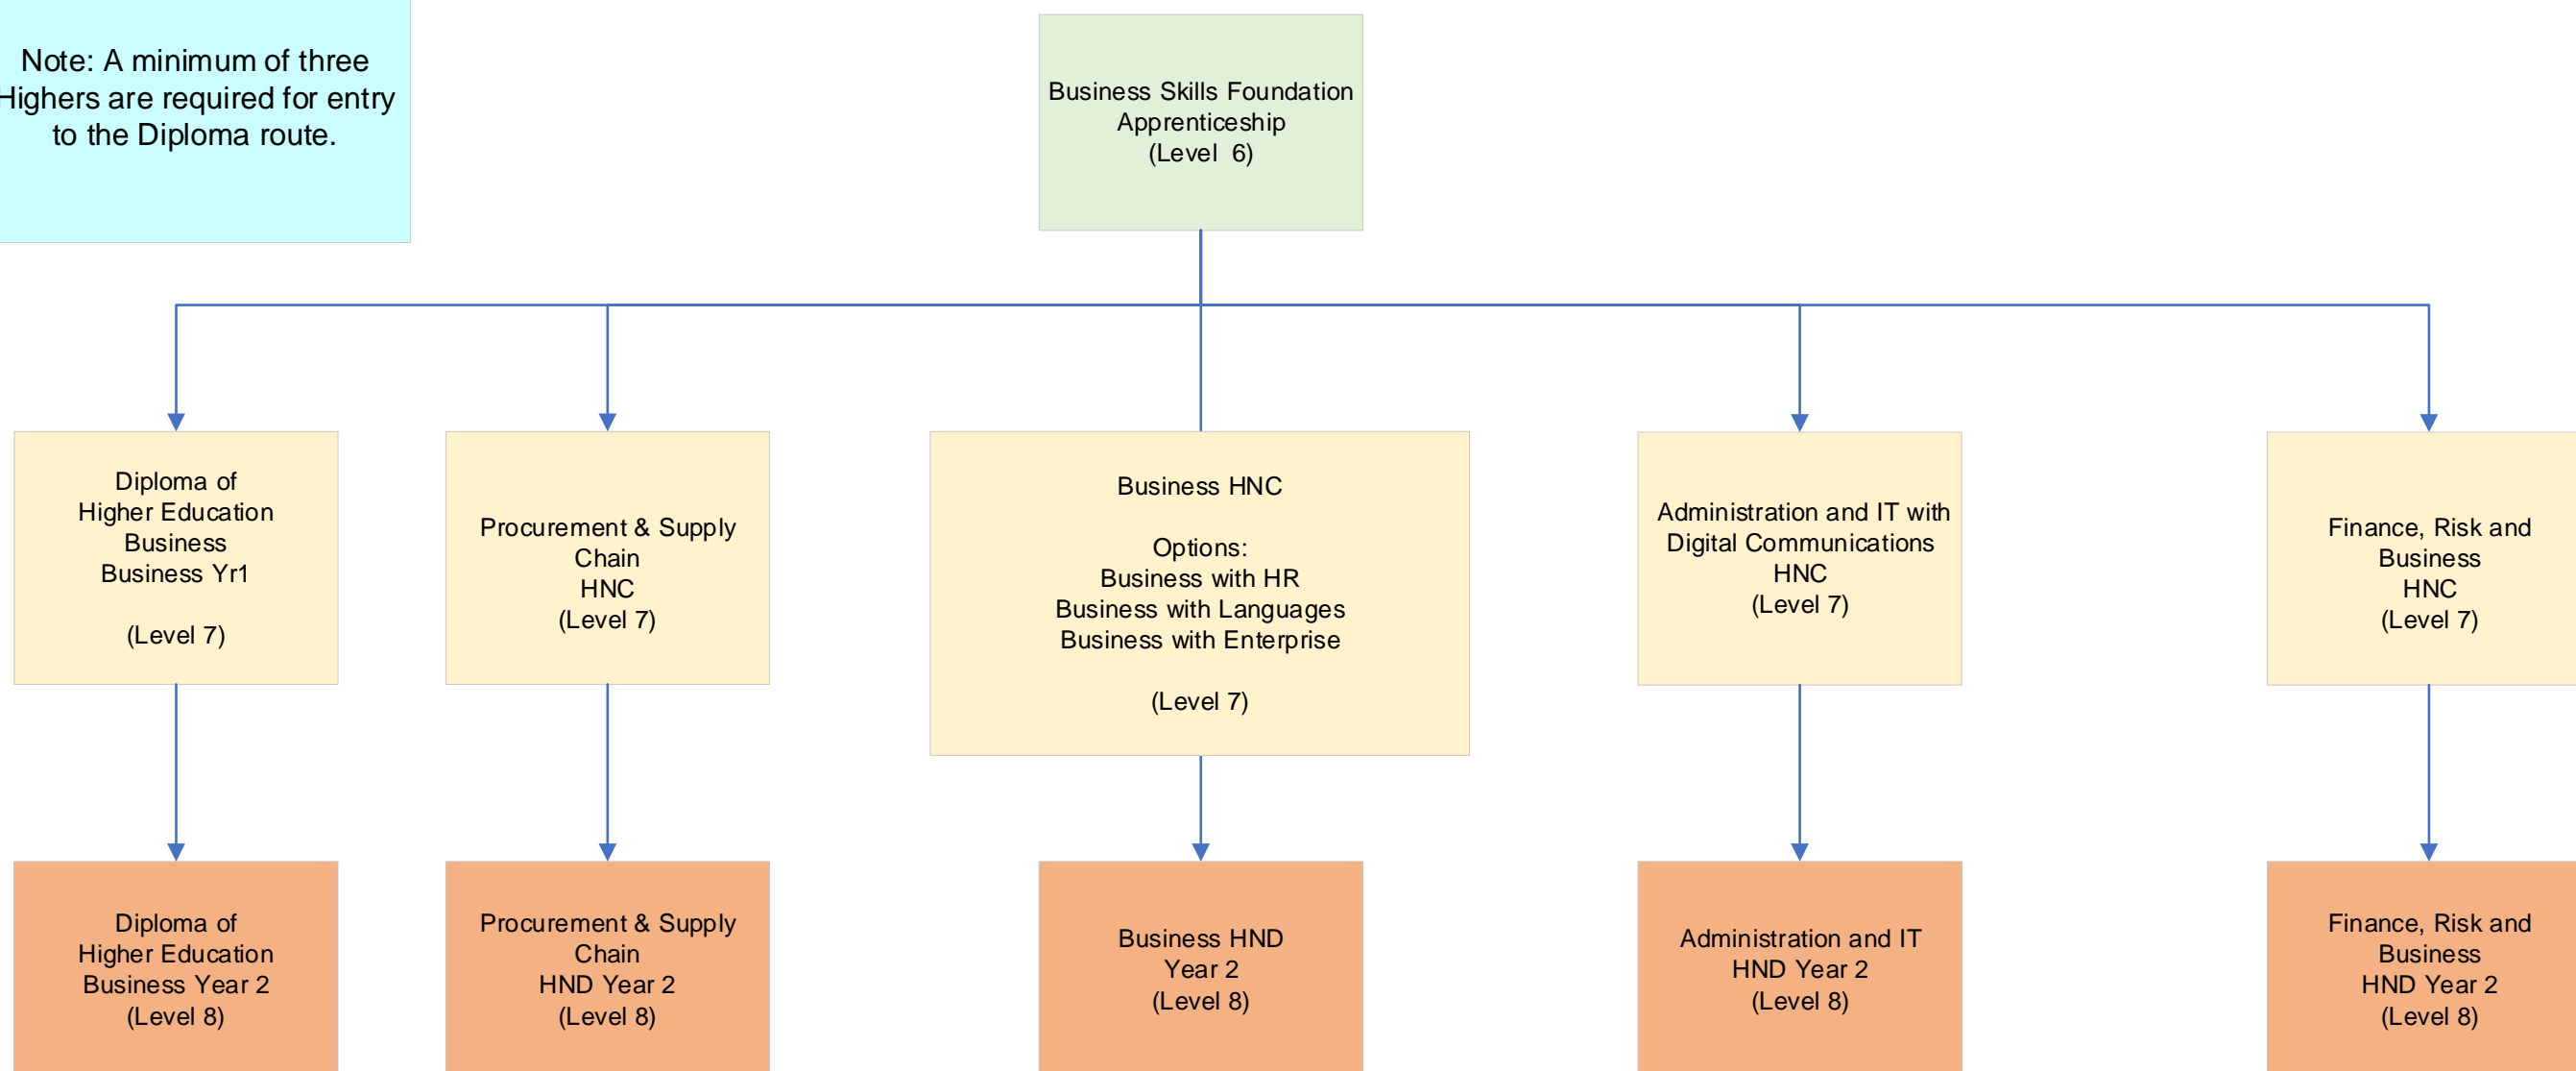 Note: A minimum of three
Highers are required for entry
to the Diploma route.
Business Skills Foundation
Apprenticeship
(Level 6)
Diploma of
Higher Education
Business
Business Yr1
(Level 7)
Procurement & Supply
Chain
HNC
(Level 7)
Business HNC
Options:
Business with HR
Business with Languages
Business with Enterprise
(Level 7)
Administration and IT with
Digital Communications
HNC
(Level 7)
Finance, Risk and
Business
HNC
(Level 7)
Diploma of
Higher Education
Business Year 2
(Level 8)
Procurement & Supply
Chain
HND Year 2
(Level 8)
Business HND
Year 2
(Level 8)
Administration and IT
HND Year 2
(Level 8)
Finance, Risk and
Business
HND Year 2
(Level 8)